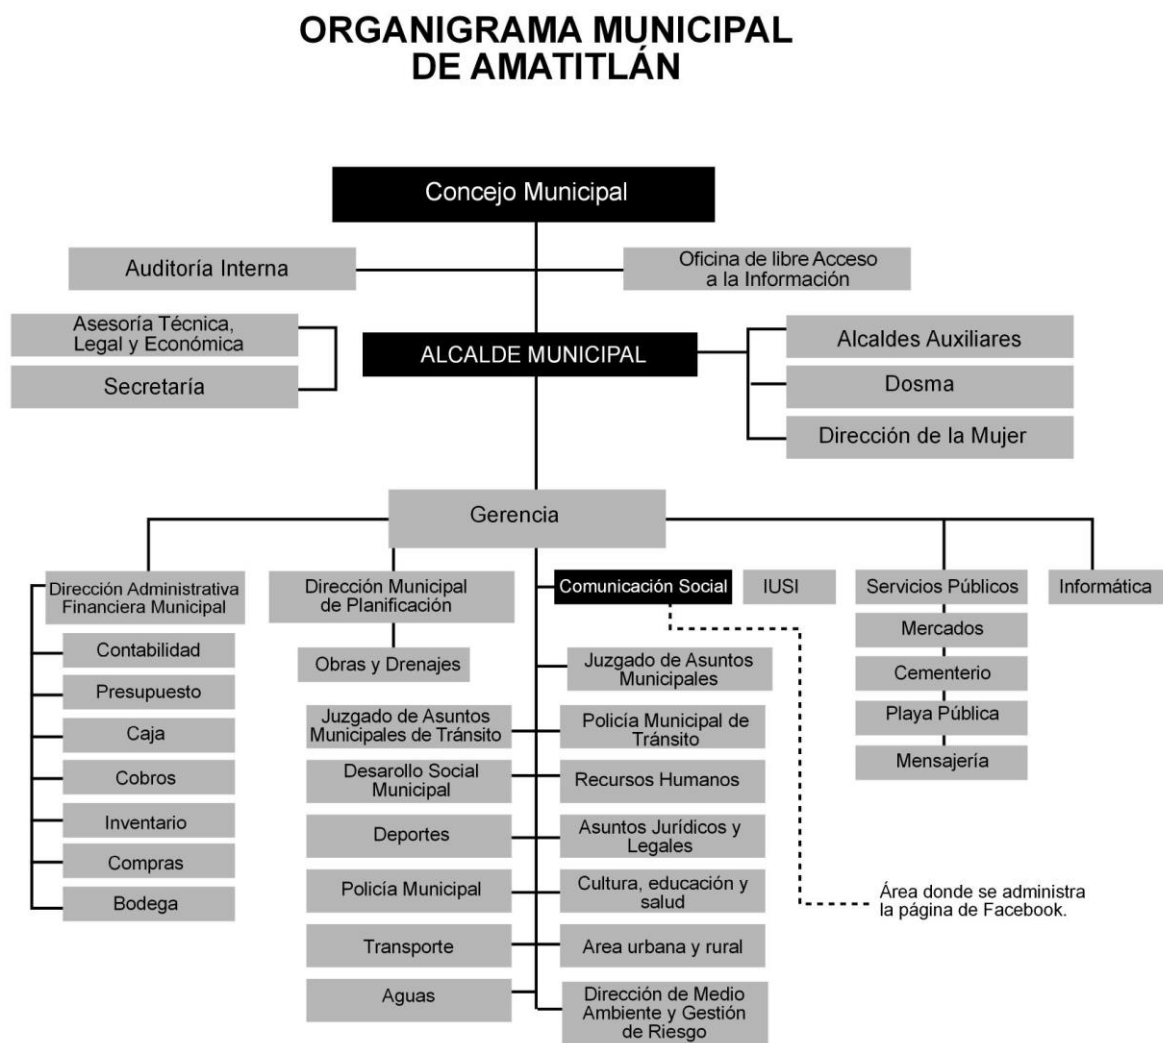 ORGANIGRAMA MUNICIPAL
DE AMATITLÁN
Concejo Municipal
Auditoría Interna
Oficina de libre Acceso
a la Información
Asesoría Técnica,
Legal y Económica
Secretaría
ALCALDE MUNICIPAL
Alcaldes Auxiliares
Dosma
Dirección de la Mujer
Gerencia
Dirección Administrativa
Financiera Municipal
Contabilidad
Presupuesto
Caja
Cobros
Inventario
Compras
Bodega
Dirección Municipal
de Planificación
Obras y Drenajes
Comunicación Social
IUSI
Servicios Públicos
Mercados
Cementerio
Playa Pública
Mensajería
Informática
Juzgado de Asuntos
Municipales
Juzgado de Asuntos
Municipales de Tránsito
Policía Municipal de
Tránsito
Desarollo Social
Municipal
Recursos Humanos
Deportes
Asuntos Jurídicos y
Legales
Policía Municipal
Cultura, educación y
salud
Transporte
Area urbana y rural
Aguas
Dirección de Medio
Ambiente y Gestión
de Riesgo
Área donde se administra
la página de Facebook.